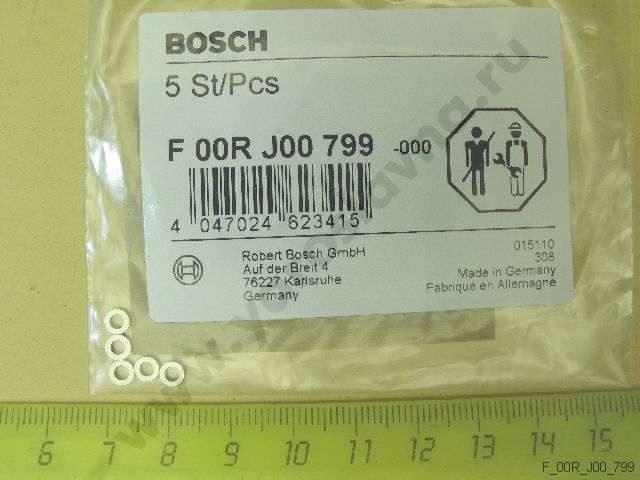 BOSCH
5 St/Pcs
F 00R J00 799 -000
4 047024 623415
Robert Bosch GmbH
Auf der Breit 4
76227 Karlsruhe
Germany
015110
308
Made in Germany
Fabriqué en Allemagne
6 7 8 9 10 11 12 13 14 15
F_00R_J00_799